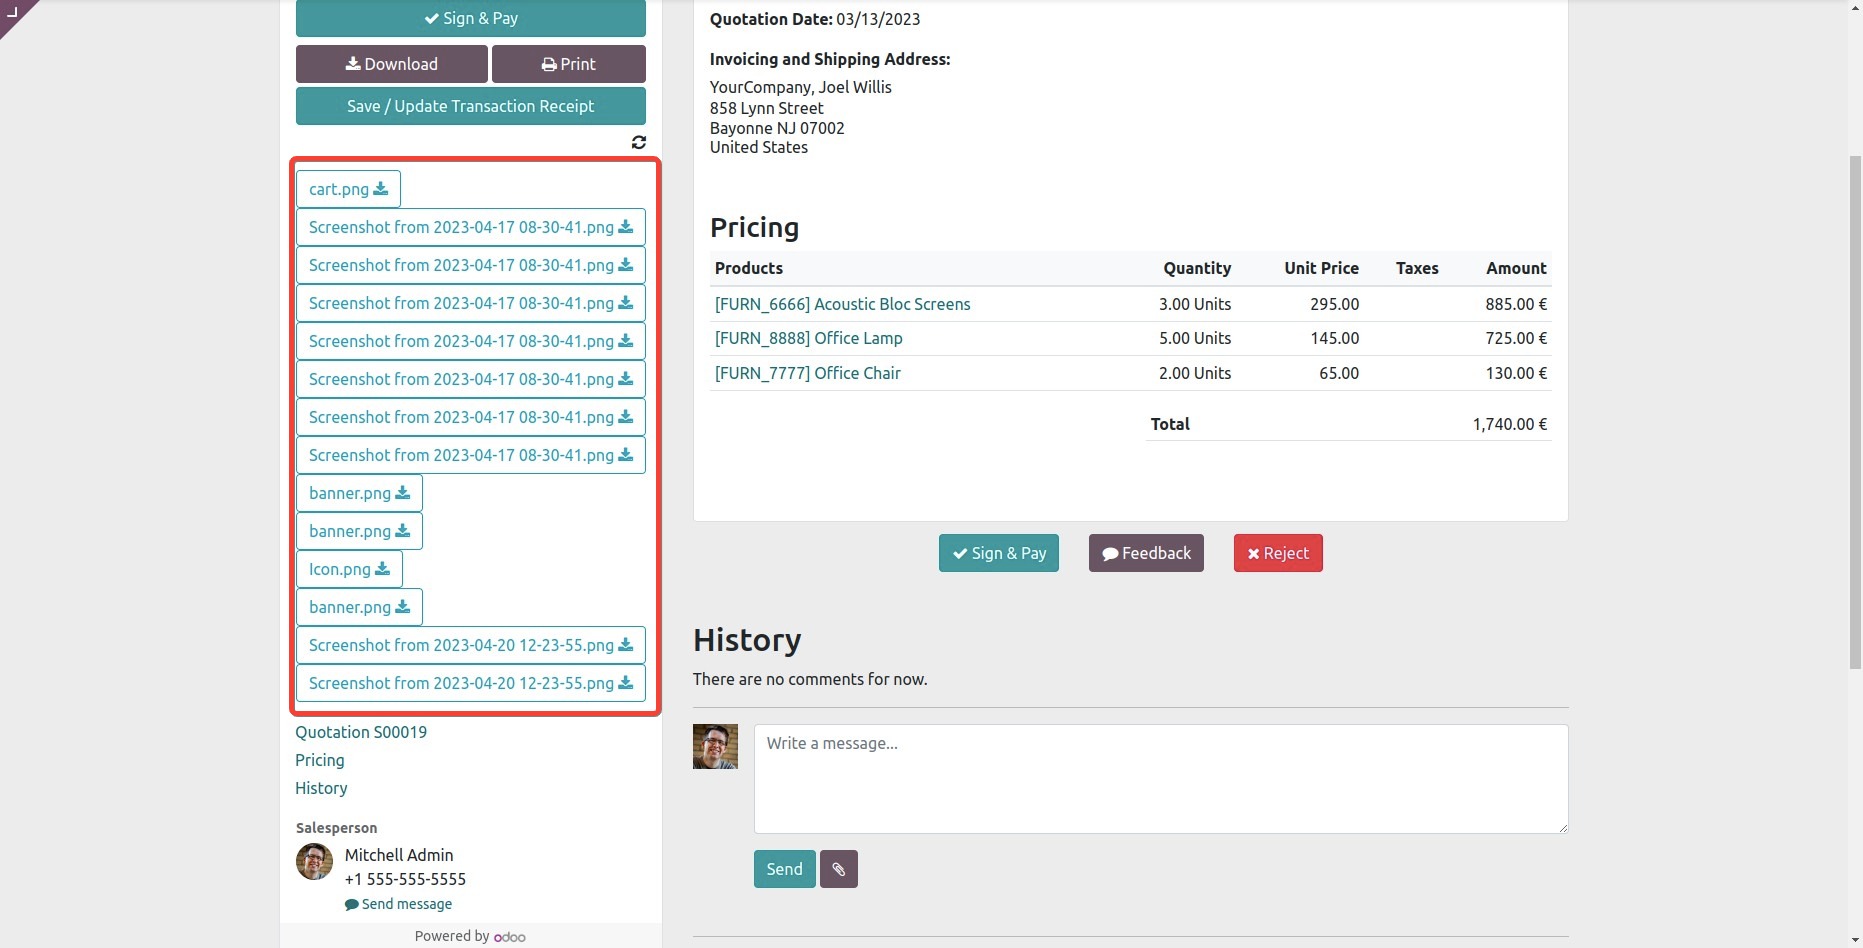 Sign & Pay
Download
Print
Save / Update Transaction Receipt
cart.png
Screenshot from 2023-04-17 08-30-41.png
Screenshot from 2023-04-17 08-30-41.png
Screenshot from 2023-04-17 08-30-41.png
Screenshot from 2023-04-17 08-30-41.png
Screenshot from 2023-04-17 08-30-41.png
Screenshot from 2023-04-17 08-30-41.png
Screenshot from 2023-04-17 08-30-41.png
banner.png
banner.png
Icon.png
banner.png
Screenshot from 2023-04-20 12-23-55.png
Screenshot from 2023-04-20 12-23-55.png
Quotation S00019
Pricing
History
Salesperson
Mitchell Admin
+1 555-555-5555
Send message
Powered by odoo
Quotation Date: 03/13/2023
Invoicing and Shipping Address:
YourCompany, Joel Willis
858 Lynn Street
Bayonne NJ 07002
United States
Pricing
Products Quantity Unit Price Taxes Amount
[FURN_6666] Acoustic Bloc Screens 3.00 Units 295.00 885.00 €
[FURN_8888] Office Lamp 5.00 Units 145.00 725.00 €
[FURN_7777] Office Chair 2.00 Units 65.00 130.00 €
Total 1,740.00 €
Sign & Pay
Feedback
Reject
History
There are no comments for now.
Write a message...
Send